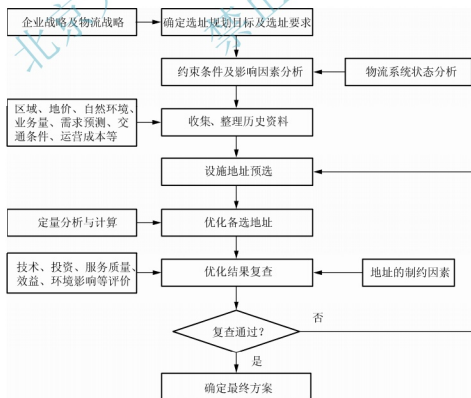 企业战略及物流战略
确定选址规划目标及选址要求
约束条件及影响因素分析
物流系统状态分析
区域、地价、自然环境、
业务量、需求预测、交
通条件、运营成本等
收集、整理历史资料
设施地址预选
定量分析与计算
优化备选地址
技术、投资、服务质量、
效益、环境影响等评价
优化结果复查
地址的制约因素
复查通过？
否
是
确定最终方案